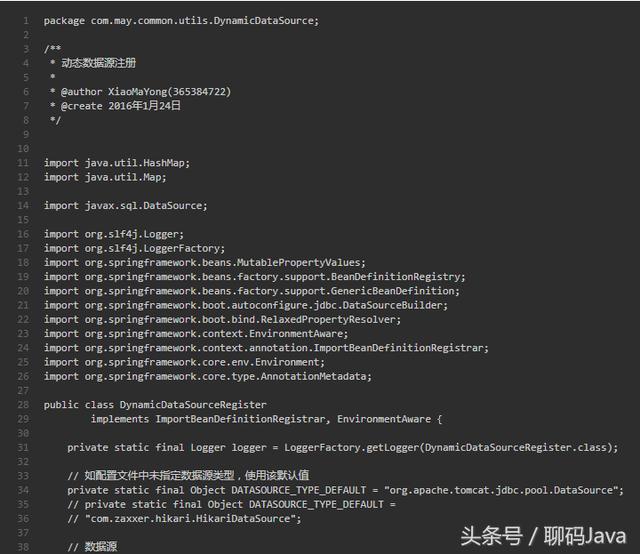 1 package com.may.common.utils.DynamicDataSource;
2
3 /**
4 * 动态数据源注册
5 *
6 * @author XiaoMaYong(365384722)
7 * @create 2016年1月24日
8 */
9
10
11 import java.util.HashMap;
12 import java.util.Map;
13
14 import javax.sql.DataSource;
15
16 import org.slf4j.Logger;
17 import org.slf4j.LoggerFactory;
18 import org.springframework.beans.MutablePropertyValues;
19 import org.springframework.beans.factory.support.BeanDefinitionRegistry;
20 import org.springframework.beans.factory.support.GenericBeanDefinition;
21 import org.springframework.boot.autoconfigure.jdbc.DataSourceBuilder;
22 import org.springframework.boot.bind.RelaxedPropertyResolver;
23 import org.springframework.context.EnvironmentAware;
24 import org.springframework.context.annotation.ImportBeanDefinitionRegistrar;
25 import org.springframework.core.env.Environment;
26 import org.springframework.core.type.AnnotationMetadata;
27
28 public class DynamicDataSourceRegister
29 implements ImportBeanDefinitionRegistrar, EnvironmentAware {
30
31 private static final Logger logger = LoggerFactory.getLogger(DynamicDataSourceRegister.class);
32
33 // 如配置文件中未指定数据源类型，使用该默认值
34 private static final Object DATASOURCE_TYPE_DEFAULT = "org.apache.tomcat.jdbc.pool.DataSource";
35 // private static final Object DATASOURCE_TYPE_DEFAULT =
36 // "com.zaxxer.hikari.HikariDataSource";
37
38 // 数据源
头条号 / 聊码Java